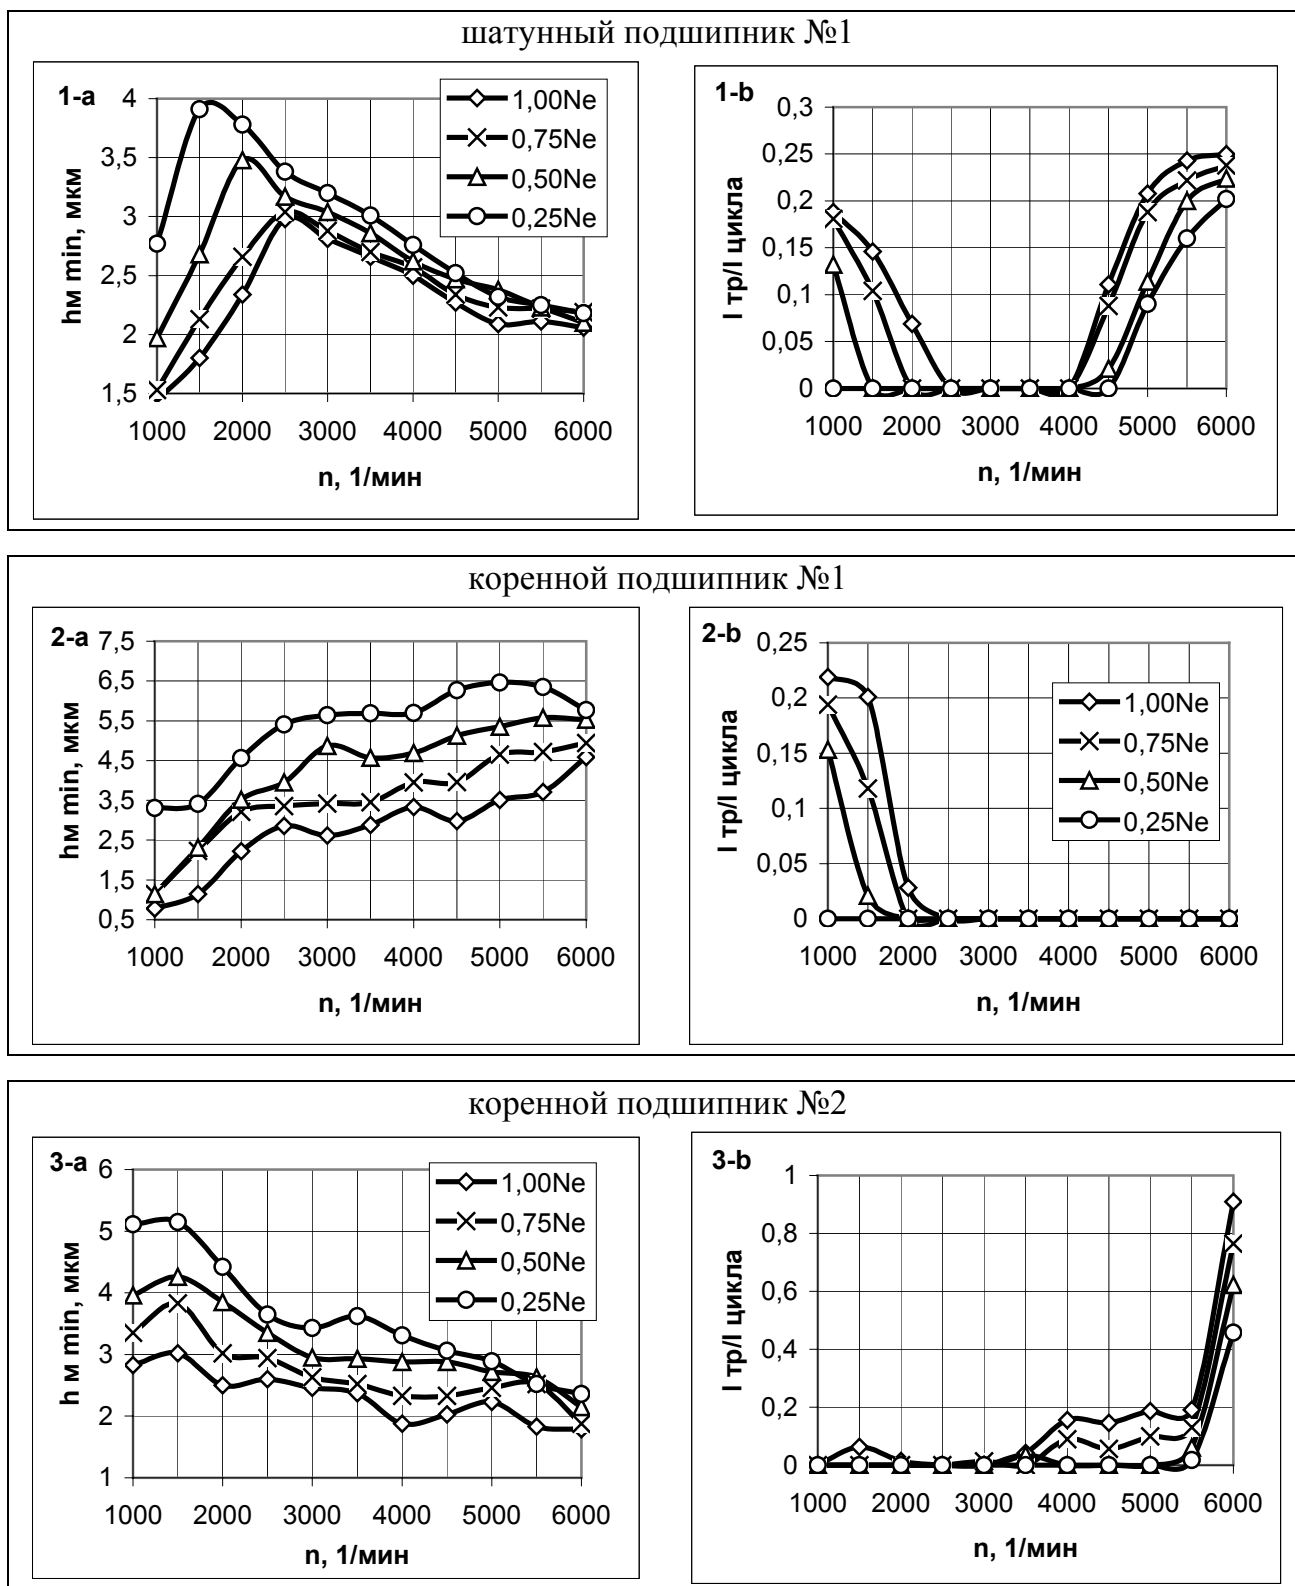 шатунный подшипник №1
1-a
4
3,5
3
2,5
2
1,5
hм min, мкм
1000 2000 3000 4000 5000 6000
n, 1/мин
1,00Ne
0,75Ne
0,50Ne
0,25Ne
1-b
0,3
0,25
0,2
0,15
0,1
0,05
0
l тр/l цикла
1000 2000 3000 4000 5000 6000
n, 1/мин
коренной подшипник №1
2-a
7,5
6,5
5,5
4,5
3,5
2,5
1,5
0,5
hм min, мкм
1000 2000 3000 4000 5000 6000
n, 1/мин
2-b
0,25
0,2
0,15
0,1
0,05
0
l тр/l цикла
1000 2000 3000 4000 5000 6000
n, 1/мин
1,00Ne
0,75Ne
0,50Ne
0,25Ne
коренной подшипник №2
3-a
6
5
4
3
2
1
h м min, мкм
1000 2000 3000 4000 5000 6000
n, 1/мин
1,00Ne
0,75Ne
0,50Ne
0,25Ne
3-b
1
0,8
0,6
0,4
0,2
0
l тр/l цикла
1000 2000 3000 4000 5000 6000
n, 1/мин